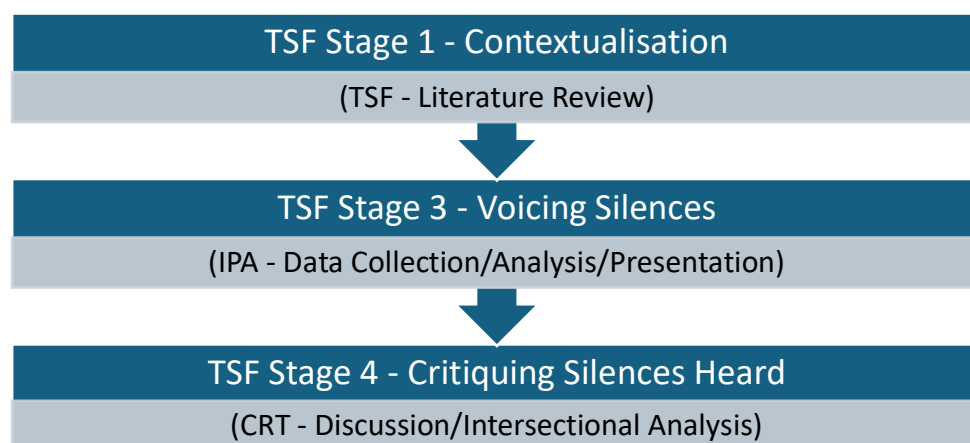 TSF Stage 1 - Contextualisation
(TSF - Literature Review)
TSF Stage 3 - Voicing Silences
(IPA - Data Collection/Analysis/Presentation)
TSF Stage 4 - Critiquing Silences Heard
(CRT - Discussion/Intersectional Analysis)